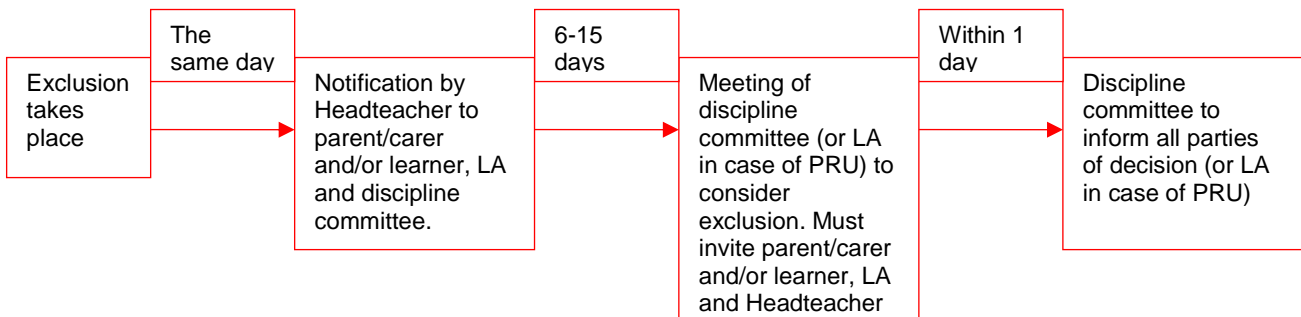 Exclusion
takes
place
The
same day
Notification by
Headteacher to
parent/carer
and/or learner, LA
and discipline
committee.
6-15
days
Meeting of
discipline
committee (or LA
in case of PRU) to
consider
exclusion. Must
invite parent/carer
and/or learner, LA
and Headteacher
Within 1
day
Discipline
committee to
inform all parties
of decision (or LA
in case of PRU)